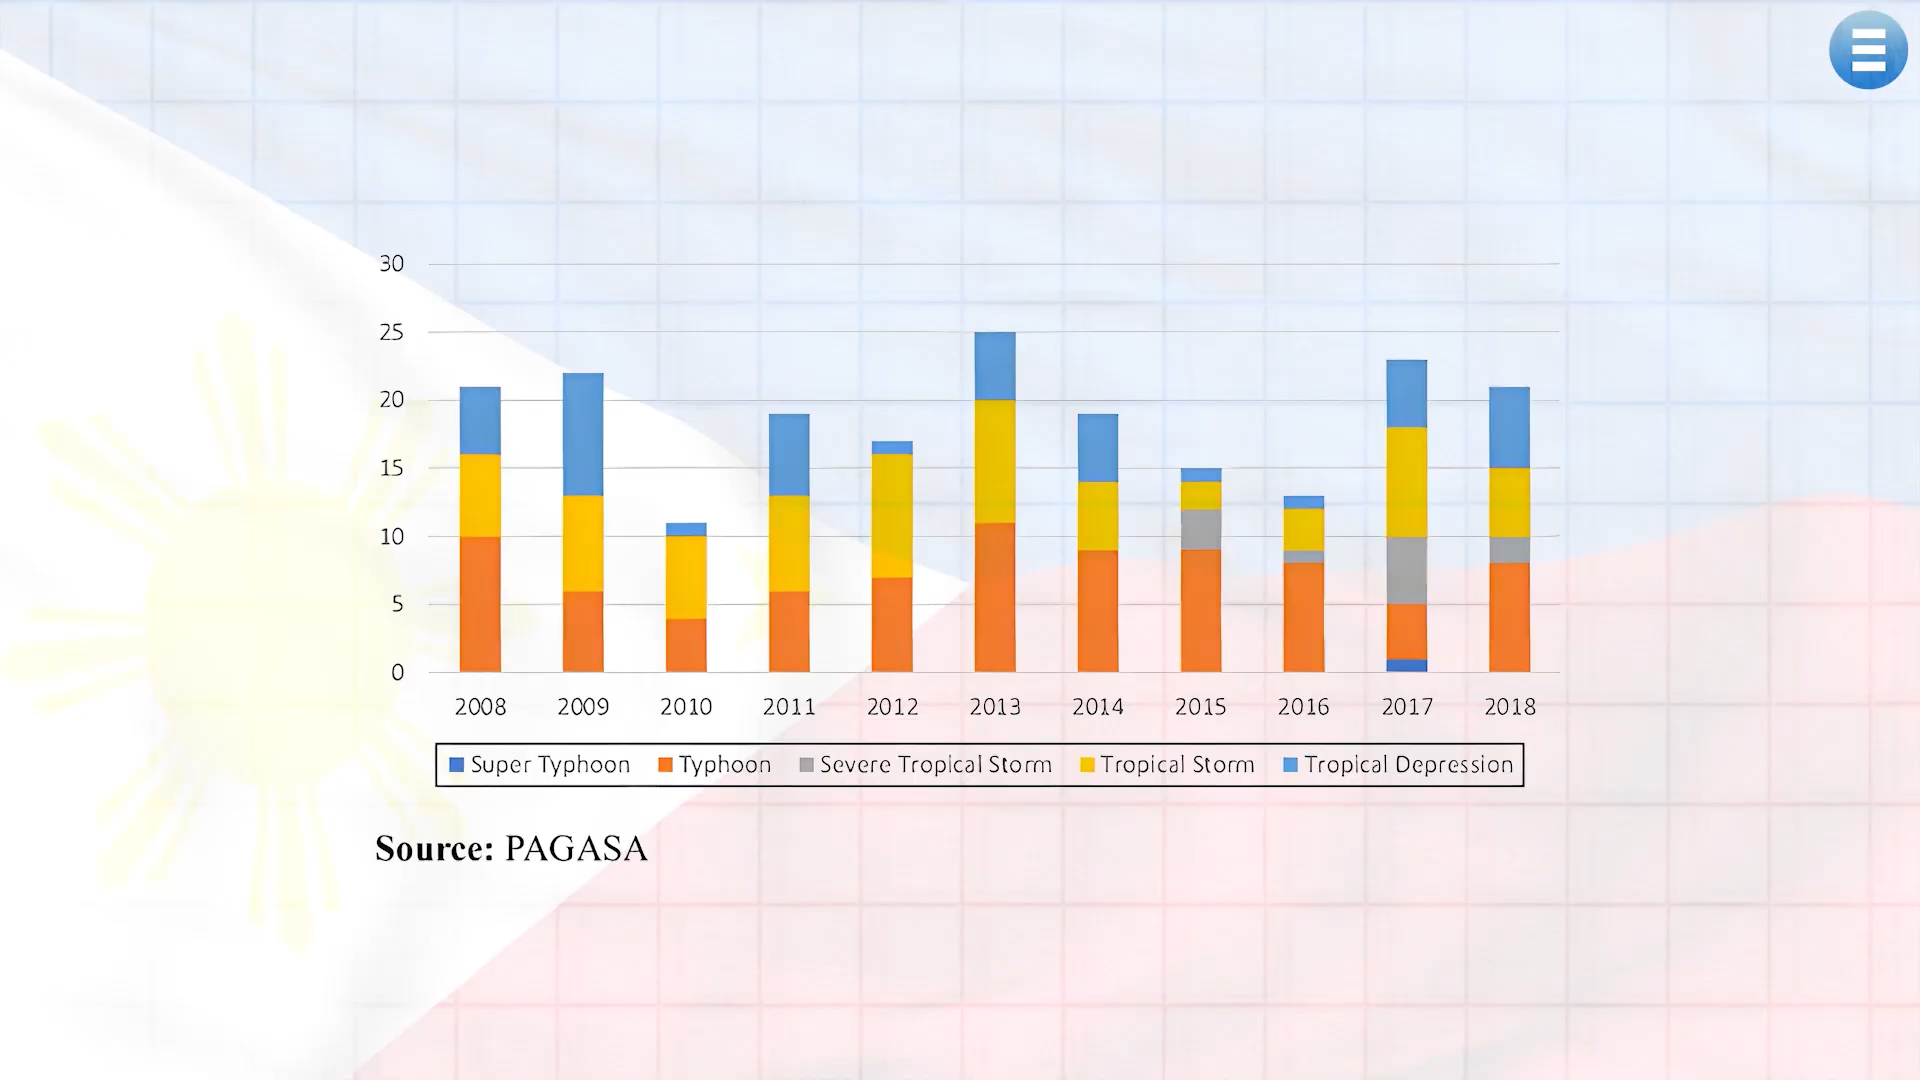 30
25
20
15
10
5
0
2008 2009 2010 2011 2012 2013 2014 2015 2016 2017 2018
Super Typhoon Typhoon Severe Tropical Storm Tropical Storm Tropical Depression
Source: PAGASA